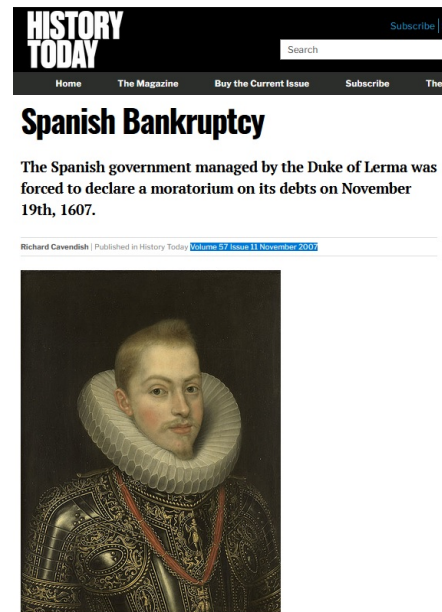 HISTORY
TODAY
Subscribe
Search
Home The Magazine Buy the Current Issue Subscribe The
Spanish Bankruptcy
The Spanish government managed by the Duke of Lerma was
forced to declare a moratorium on its debts on November
19th, 1607.
Richard Cavendish | Published in History Today Volume 57 Issue 11 November 2007